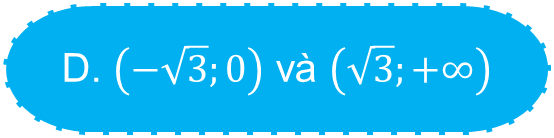 D. (−√3; 0) và (√3; +∞)